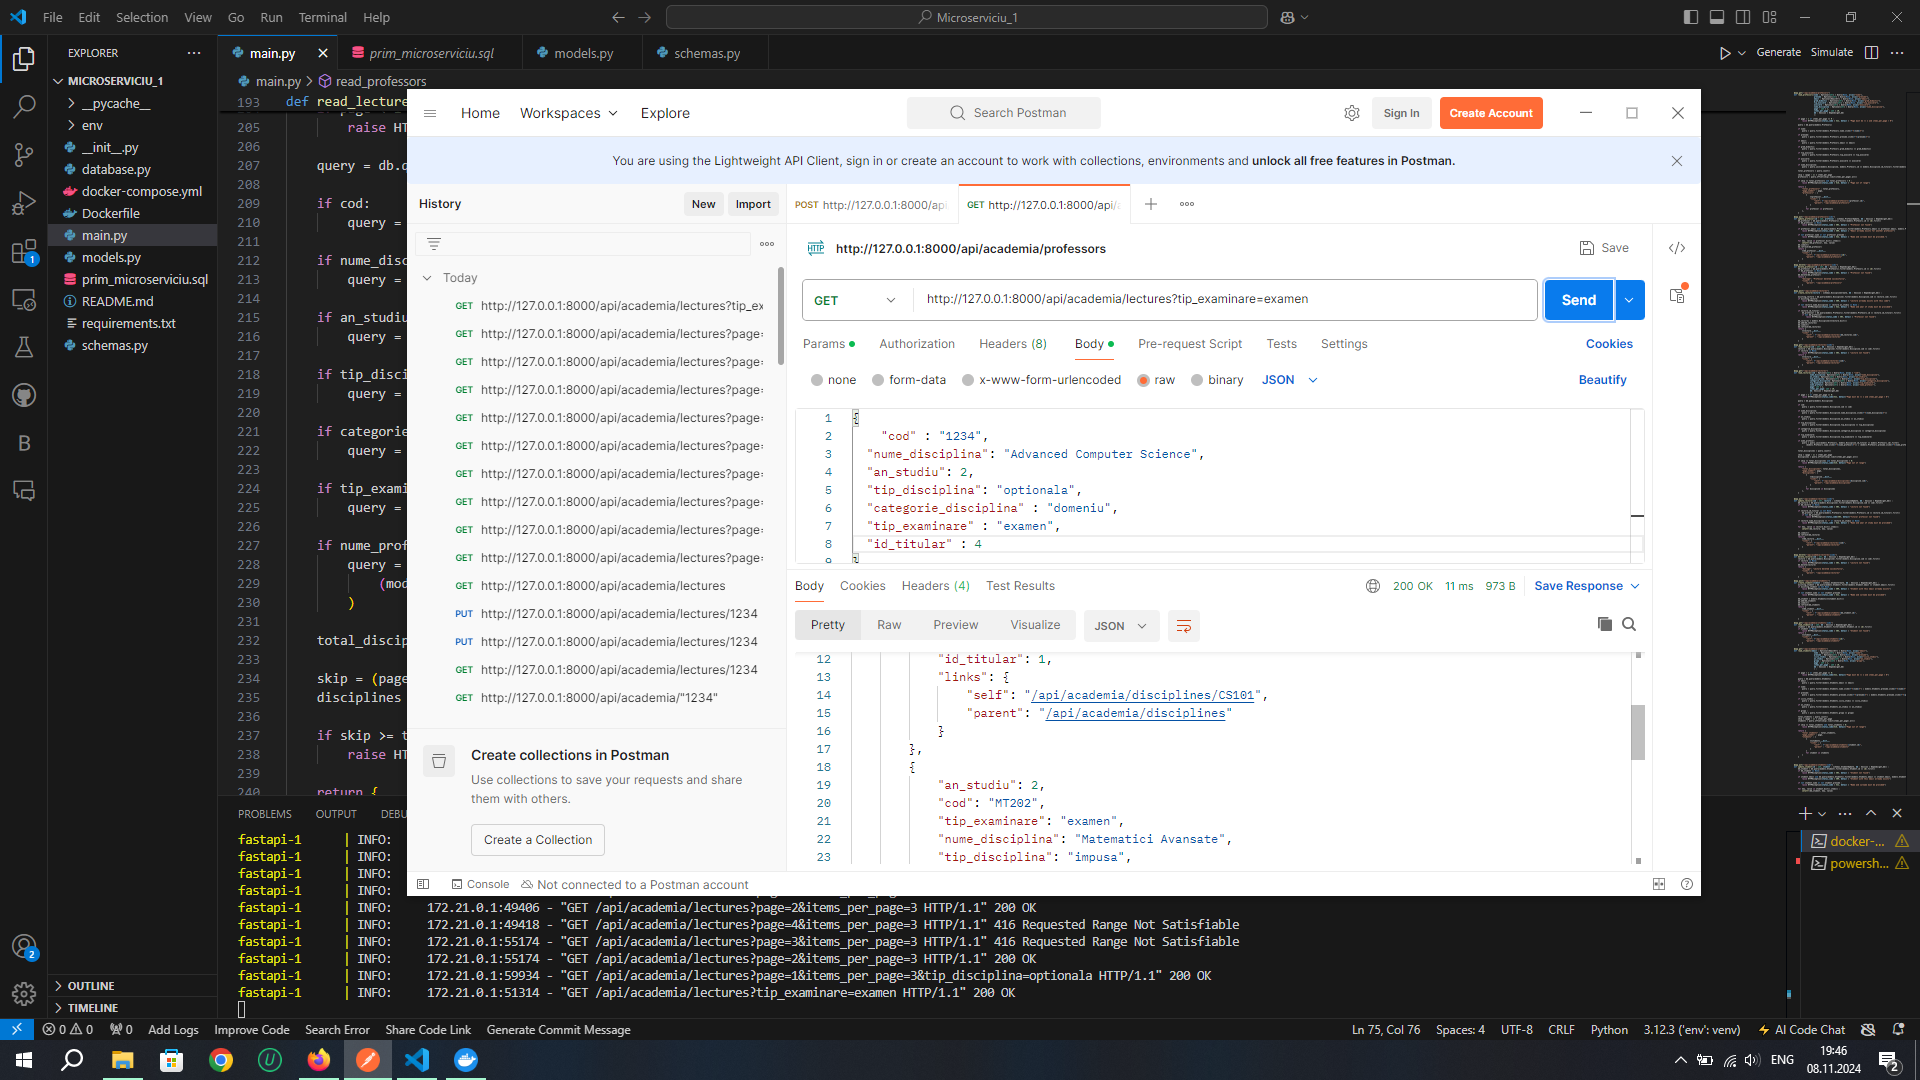 File Edit Selection View Go Run Terminal Help
Microserviciu_1
EXPLORER
MICROSERVICIU_1
__pycache__
env
__init__.py
database.py
docker-compose.yml
Dockerfile
main.py
models.py
prim_microserviciu.sql
README.md
requirements.txt
schemas.py
OUTLINE
TIMELINE
main.py
prim_microserviciu.sql
models.py
schemas.py
Generate Simulate
main.py > read_professors
193 def read_lecture
205 raise HT
206
207 query = db.q
208
209 if cod:
210 query =
211
212 if nume_disc
213 query =
214
215 if an_studiu
216 query =
217
218 if tip_disci
219 query =
220
221 if categorie
222 query =
223
224 if tip_exami
225 query =
226
227 if nume_prof
228 query =
229 (mod
230 )
231
232 total_discip
233
234 skip = (page
235 disciplines
236
237 if skip >= t
238 raise HT
239
240 return {
Home Workspaces Explore
Search Postman
Sign In
Create Account
You are using the Lightweight API Client, sign in or create an account to work with collections, environments and unlock all free features in Postman.
History
New
Import
Today
GET http://127.0.0.1:8000/api/academia/lectures?tip_ex
GET http://127.0.0.1:8000/api/academia/lectures?page=
GET http://127.0.0.1:8000/api/academia/lectures?page=
GET http://127.0.0.1:8000/api/academia/lectures?page=
GET http://127.0.0.1:8000/api/academia/lectures?page=
GET http://127.0.0.1:8000/api/academia/lectures?page=
GET http://127.0.0.1:8000/api/academia/lectures?page=
GET http://127.0.0.1:8000/api/academia/lectures?page=
GET http://127.0.0.1:8000/api/academia/lectures?page=
GET http://127.0.0.1:8000/api/academia/lectures?page=
GET http://127.0.0.1:8000/api/academia/lectures
PUT http://127.0.0.1:8000/api/academia/lectures/1234
PUT http://127.0.0.1:8000/api/academia/lectures/1234
GET http://127.0.0.1:8000/api/academia/lectures/1234
GET http://127.0.0.1:8000/api/academia/"1234"
Create collections in Postman
Use collections to save your requests and share
them with others.
Create a Collection
POST http://127.0.0.1:8000/api
GET http://127.0.0.1:8000/api/
HTTP http://127.0.0.1:8000/api/academia/professors
Save
GET http://127.0.0.1:8000/api/academia/lectures?tip_examinare=examen
Send
Params Authorization Headers (8) Body Pre-request Script Tests Settings
Cookies
none form-data x-www-form-urlencoded raw binary JSON
Beautify
1 {
2 "cod" : "1234",
3 "nume_disciplina": "Advanced Computer Science",
4 "an_studiu": 2,
5 "tip_disciplina": "optionala",
6 "categorie_disciplina" : "domeniu",
7 "tip_examinare" : "examen",
8 "id_titular" : 4
9 }
Body Cookies Headers (4) Test Results
200 OK 11 ms 973 B Save Response
Pretty Raw Preview Visualize JSON
12 "id_titular": 1,
13 "links": {
14 "self": "/api/academia/disciplines/CS101",
15 "parent": "/api/academia/disciplines"
16 }
17 },
18 {
19 "an_studiu": 2,
20 "cod": "MT202",
21 "tip_examinare": "examen",
22 "nume_disciplina": "Matematici Avansate",
23 "tip_disciplina": "impusa",
Console Not connected to a Postman account
PROBLEMS OUTPUT DEBU
fastapi-1 | INFO:
fastapi-1 | INFO:
fastapi-1 | INFO:
fastapi-1 | INFO:
fastapi-1 | INFO: 172.21.0.1:49406 - "GET /api/academia/lectures?page=2&items_per_page=3 HTTP/1.1" 200 OK
fastapi-1 | INFO: 172.21.0.1:49418 - "GET /api/academia/lectures?page=4&items_per_page=3 HTTP/1.1" 416 Requested Range Not Satisfiable
fastapi-1 | INFO: 172.21.0.1:55174 - "GET /api/academia/lectures?page=3&items_per_page=3 HTTP/1.1" 416 Requested Range Not Satisfiable
fastapi-1 | INFO: 172.21.0.1:55174 - "GET /api/academia/lectures?page=2&items_per_page=3 HTTP/1.1" 200 OK
fastapi-1 | INFO: 172.21.0.1:59934 - "GET /api/academia/lectures?page=1&items_per_page=3&tip_disciplina=optionala HTTP/1.1" 200 OK
fastapi-1 | INFO: 172.21.0.1:51314 - "GET /api/academia/lectures?tip_examinare=examen HTTP/1.1" 200 OK
docker-...
powersh...
0 0 0 Add Logs Improve Code Search Error Share Code Link Generate Commit Message
Ln 75, Col 76 Spaces: 4 UTF-8 CRLF Python 3.12.3 ('env': venv) AI Code Chat
ENG
19:46
08.11.2024
2